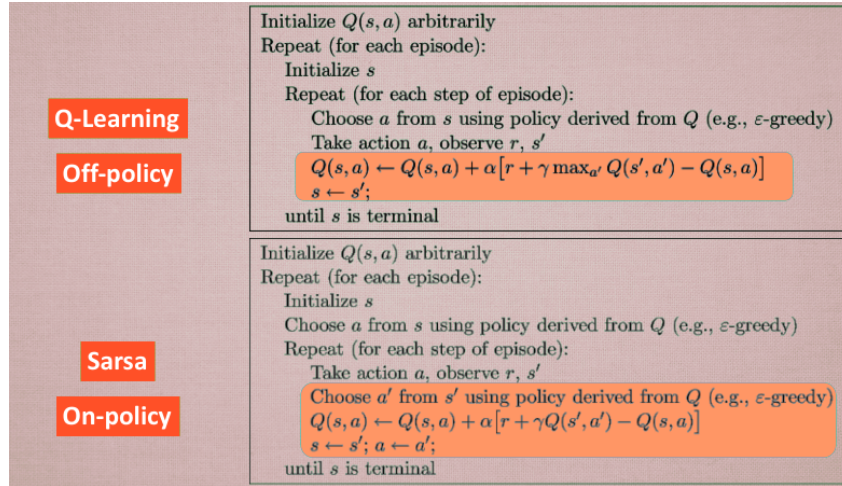 Q-Learning
Off-policy
Initialize Q(s, a) arbitrarily
Repeat (for each episode):
Initialize s
Repeat (for each step of episode):
Choose a from s using policy derived from Q (e.g., ε-greedy)
Take action a, observe r, s′
Q(s, a) ← Q(s, a) + α[r + γ maxₐ′ Q(s′, a′) − Q(s, a)]
s ← s′;
until s is terminal
Sarsa
On-policy
Initialize Q(s, a) arbitrarily
Repeat (for each episode):
Initialize s
Choose a from s using policy derived from Q (e.g., ε-greedy)
Repeat (for each step of episode):
Take action a, observe r, s′
Choose a′ from s′ using policy derived from Q (e.g., ε-greedy)
Q(s, a) ← Q(s, a) + α[r + γQ(s′, a′) − Q(s, a)]
s ← s′; a ← a′;
until s is terminal